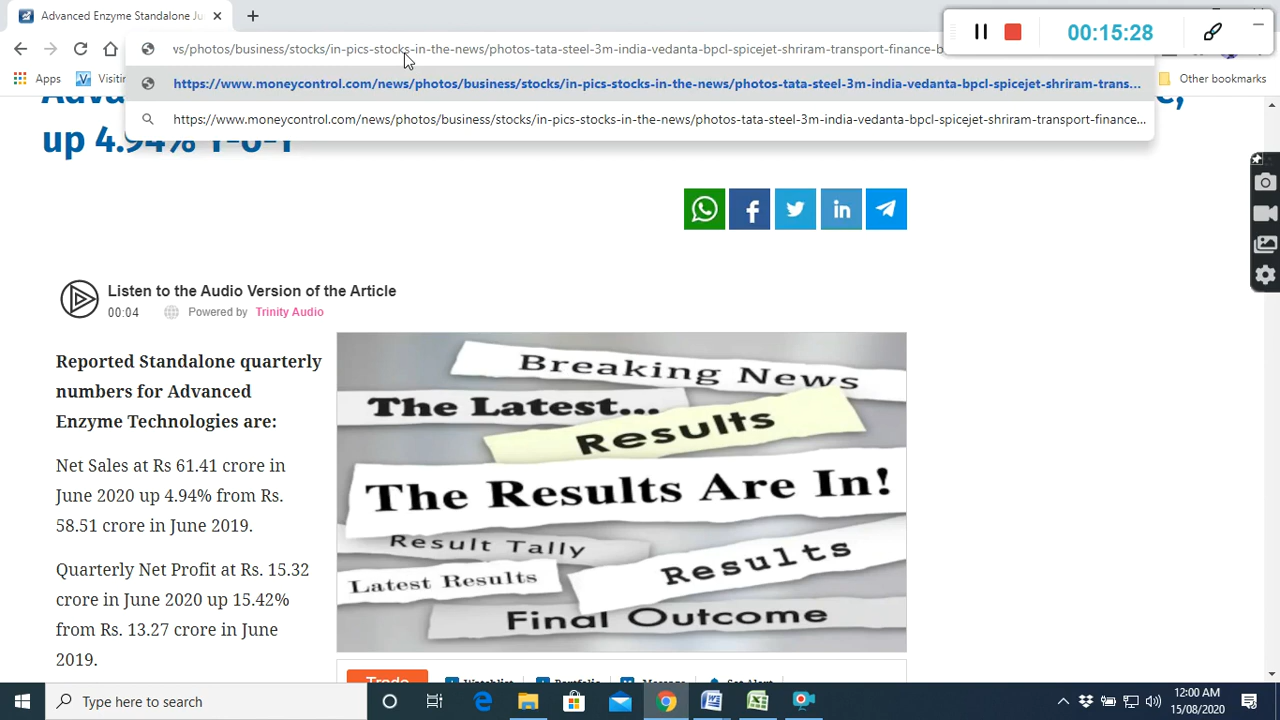 Advanced Enzyme Standalone Ju
00:15:28
vs/photos/business/stocks/in-pics-stocks-in-the-news/photos-tata-steel-3m-india-vedanta-bpcl-spicejet-shriram-transport-finance-b
Apps
Visitin
https://www.moneycontrol.com/news/photos/business/stocks/in-pics-stocks-in-the-news/photos-tata-steel-3m-india-vedanta-bpcl-spicejet-shriram-trans...
Other bookmarks
https://www.moneycontrol.com/news/photos/business/stocks/in-pics-stocks-in-the-news/photos-tata-steel-3m-india-vedanta-bpcl-spicejet-shriram-transport-finance...
up 4.94% Y-o-Y
Listen to the Audio Version of the Article
00:04
Powered by Trinity Audio
Reported Standalone quarterly
numbers for Advanced
Enzyme Technologies are:
Net Sales at Rs 61.41 crore in
June 2020 up 4.94% from Rs.
58.51 crore in June 2019.
Quarterly Net Profit at Rs. 15.32
crore in June 2020 up 15.42%
from Rs. 13.27 crore in June
2019.
Breaking News
The Latest...
Results
The Results Are In!
Result Tally
Results
Latest Results
Final Outcome
Trade
Watchlist
Portfolio
Message
Set Alert
Type here to search
12:00 AM
15/08/2020